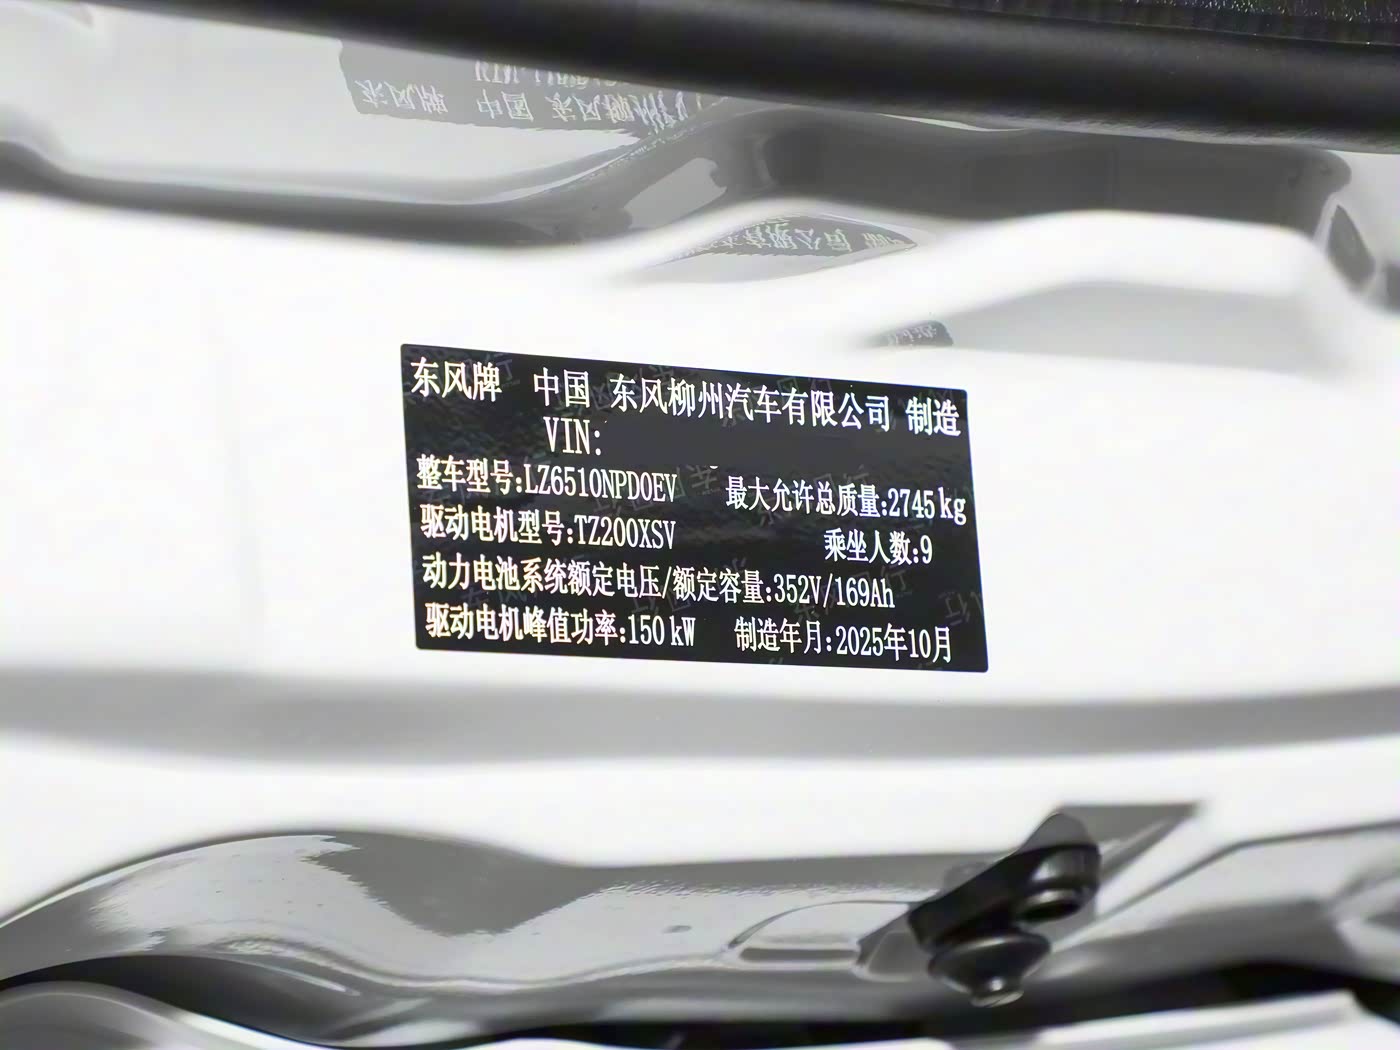 东风牌 中国 东风柳州汽车有限公司 制造
VIN:
整车型号:LZ6510NPD0EV 最大允许总质量:2745kg
驱动电机型号:TZ200XSV 乘坐人数:9
动力电池系统额定电压/额定容量:352V/169Ah
驱动电机峰值功率:150kW 制造年月:2025年10月